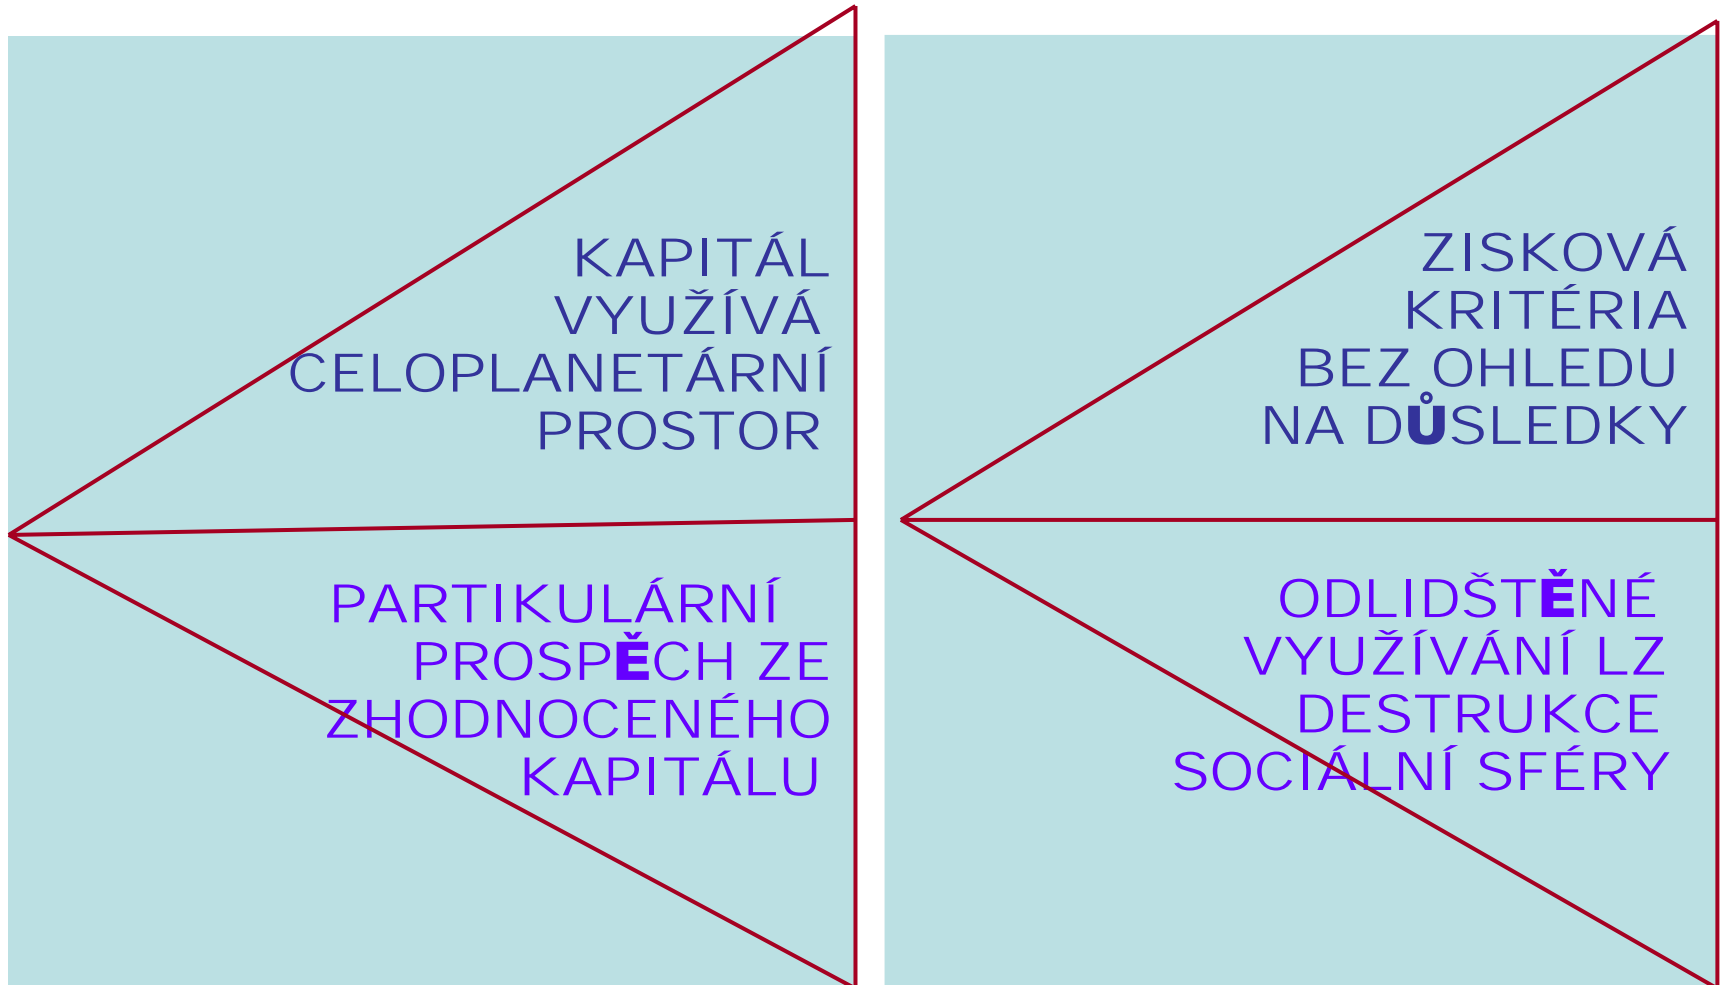 KAPITÁL
VYUŽÍVÁ
CELOPLANETÁRNÍ
PROSTOR
PARTIKULÁRNÍ
PROSPĚCH ZE
ZHODNOCENÉHO
KAPITÁLU
ZISKOVÁ
KRITÉRIA
BEZ OHLEDU
NA DŮSLEDKY
ODLIDŠTĚNÉ
VYUŽÍVÁNÍ LZ
DESTRUKCE
SOCIÁLNÍ SFÉRY